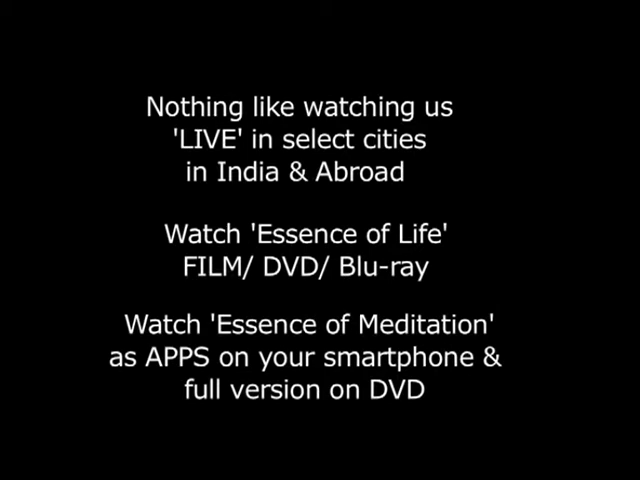 Nothing like watching us
'LIVE' in select cities
in India & Abroad
Watch 'Essence of Life'
FILM/ DVD/ Blu-ray
Watch 'Essence of Meditation'
as APPS on your smartphone &
full version on DVD